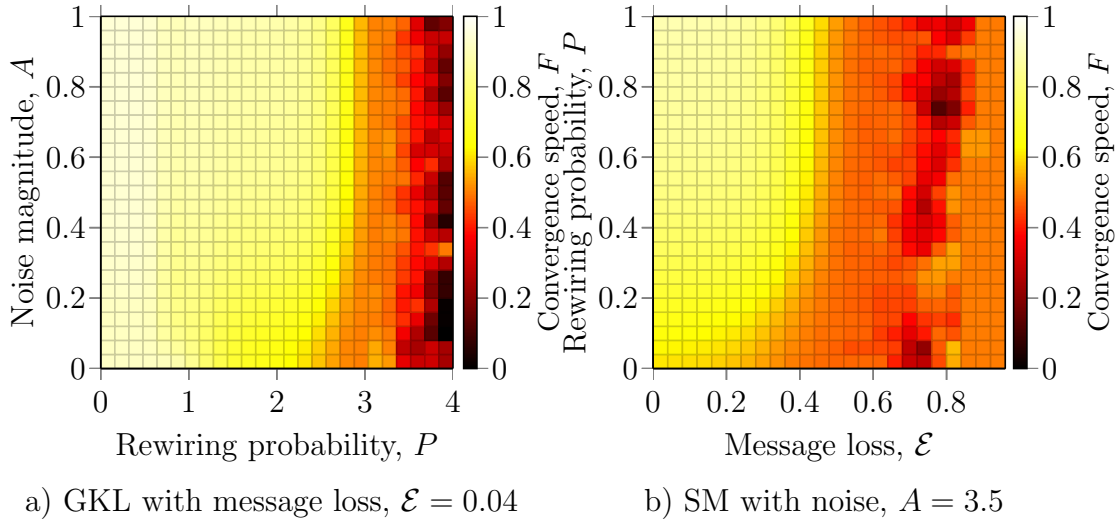 Noise magnitude, A
1
0.8
0.6
0.4
0.2
0
0 1 2 3 4
Rewiring probability, P
1
0.8
0.6
0.4
0.2
0
Convergence speed, F
a) GKL with message loss, ℰ = 0.04
Rewiring probability, P
1
0.8
0.6
0.4
0.2
0
0 0.2 0.4 0.6 0.8
Message loss, ℰ
1
0.8
0.6
0.4
0.2
0
Convergence speed, F
b) SM with noise, A = 3.5